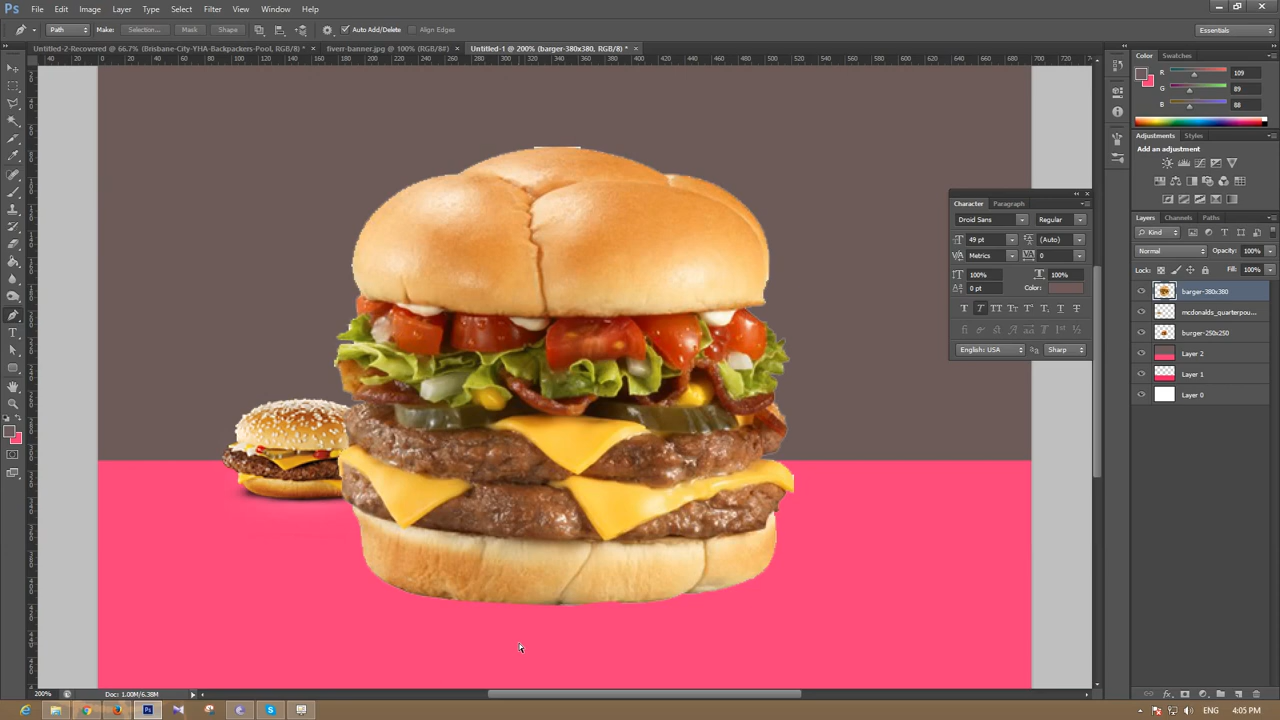 Ps File Edit Image Layer Type Select Filter View Window Help
Path Make: Selection... Mask Shape Auto Add/Delete Align Edges Essentials
Untitled-2-Recovered @ 66.7% (Brisbane-City-YHA-Backpackers-Pool, RGB/8) * × fiverr-banner.jpg @ 100% (RGB/8#) × Untitled-1 @ 200% (barger-380x380, RGB/8) * ×
Color Swatches
R 109
G 89
B 88
Adjustments Styles
Add an adjustment
Character Paragraph
Droid Sans Regular
49 pt (Auto)
Metrics 0
100% 100%
0 pt Color:
English: USA Sharp
Layers Channels Paths
Kind
Normal Opacity: 100%
Lock: Fill: 100%
barger-380x380
mcdonalds_quarterpou...
burger-250x250
Layer 2
Layer 1
Layer 0
200% Doc: 1.00M/6.38M
ENG 4:05 PM